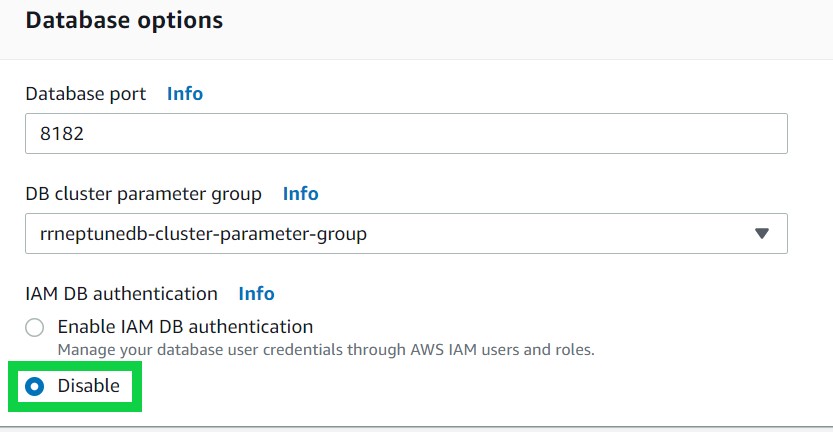 Database options
Database port Info
8182
DB cluster parameter group Info
rrneptunedb-cluster-parameter-group
IAM DB authentication Info
Enable IAM DB authentication
Manage your database user credentials through AWS IAM users and roles.
Disable